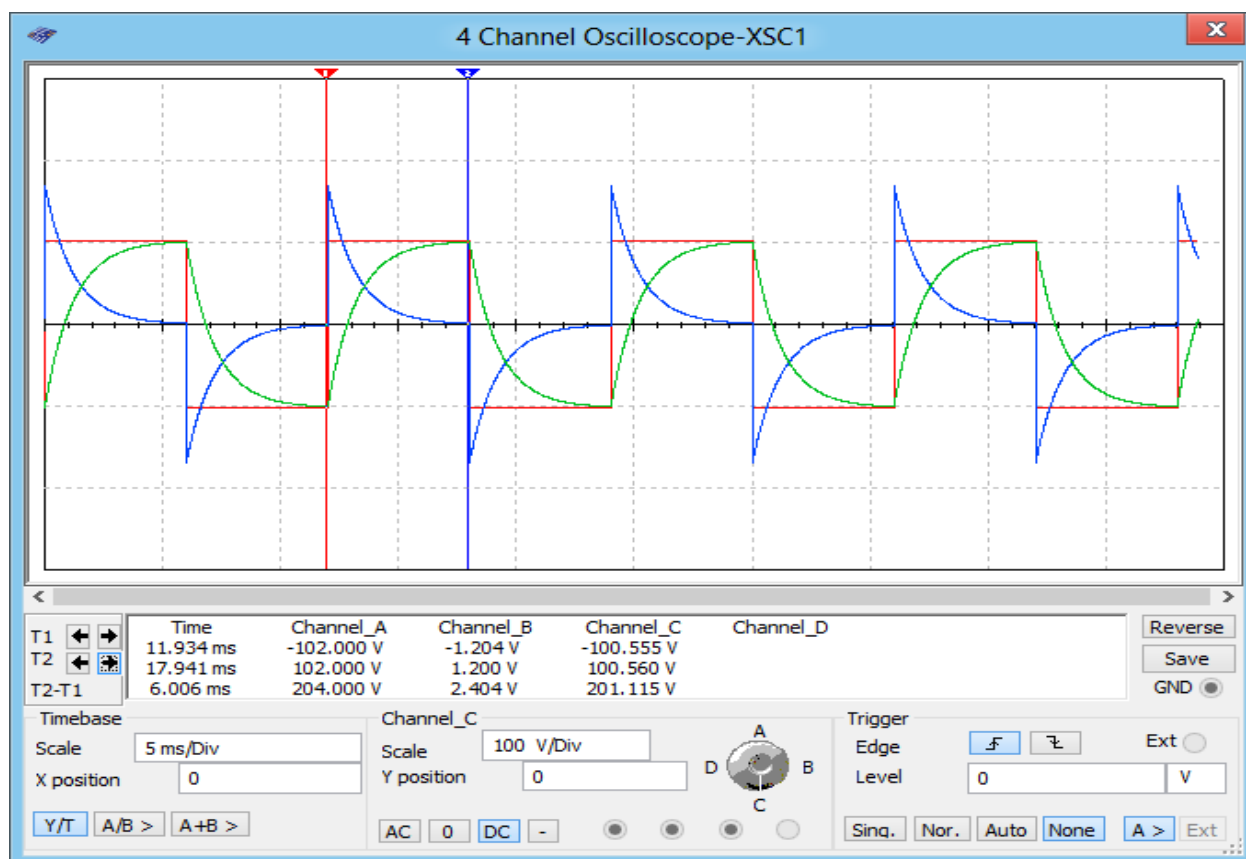 4 Channel Oscilloscope-XSC1
X
1
2
Time Channel_A Channel_B Channel_C Channel_D
T1 11.934 ms -102.000 V -1.204 V -100.555 V
T2 17.941 ms 102.000 V 1.200 V 100.560 V
T2-T1 6.006 ms 204.000 V 2.404 V 201.115 V
Reverse
Save
GND
Timebase
Scale 5 ms/Div
X position 0
Y/T A/B > A+B >
Channel_C
Scale 100 V/Div
Y position 0
AC 0 DC -
A
D B
C
Trigger
Edge Ext
Level 0 V
Sing. Nor. Auto None A > Ext